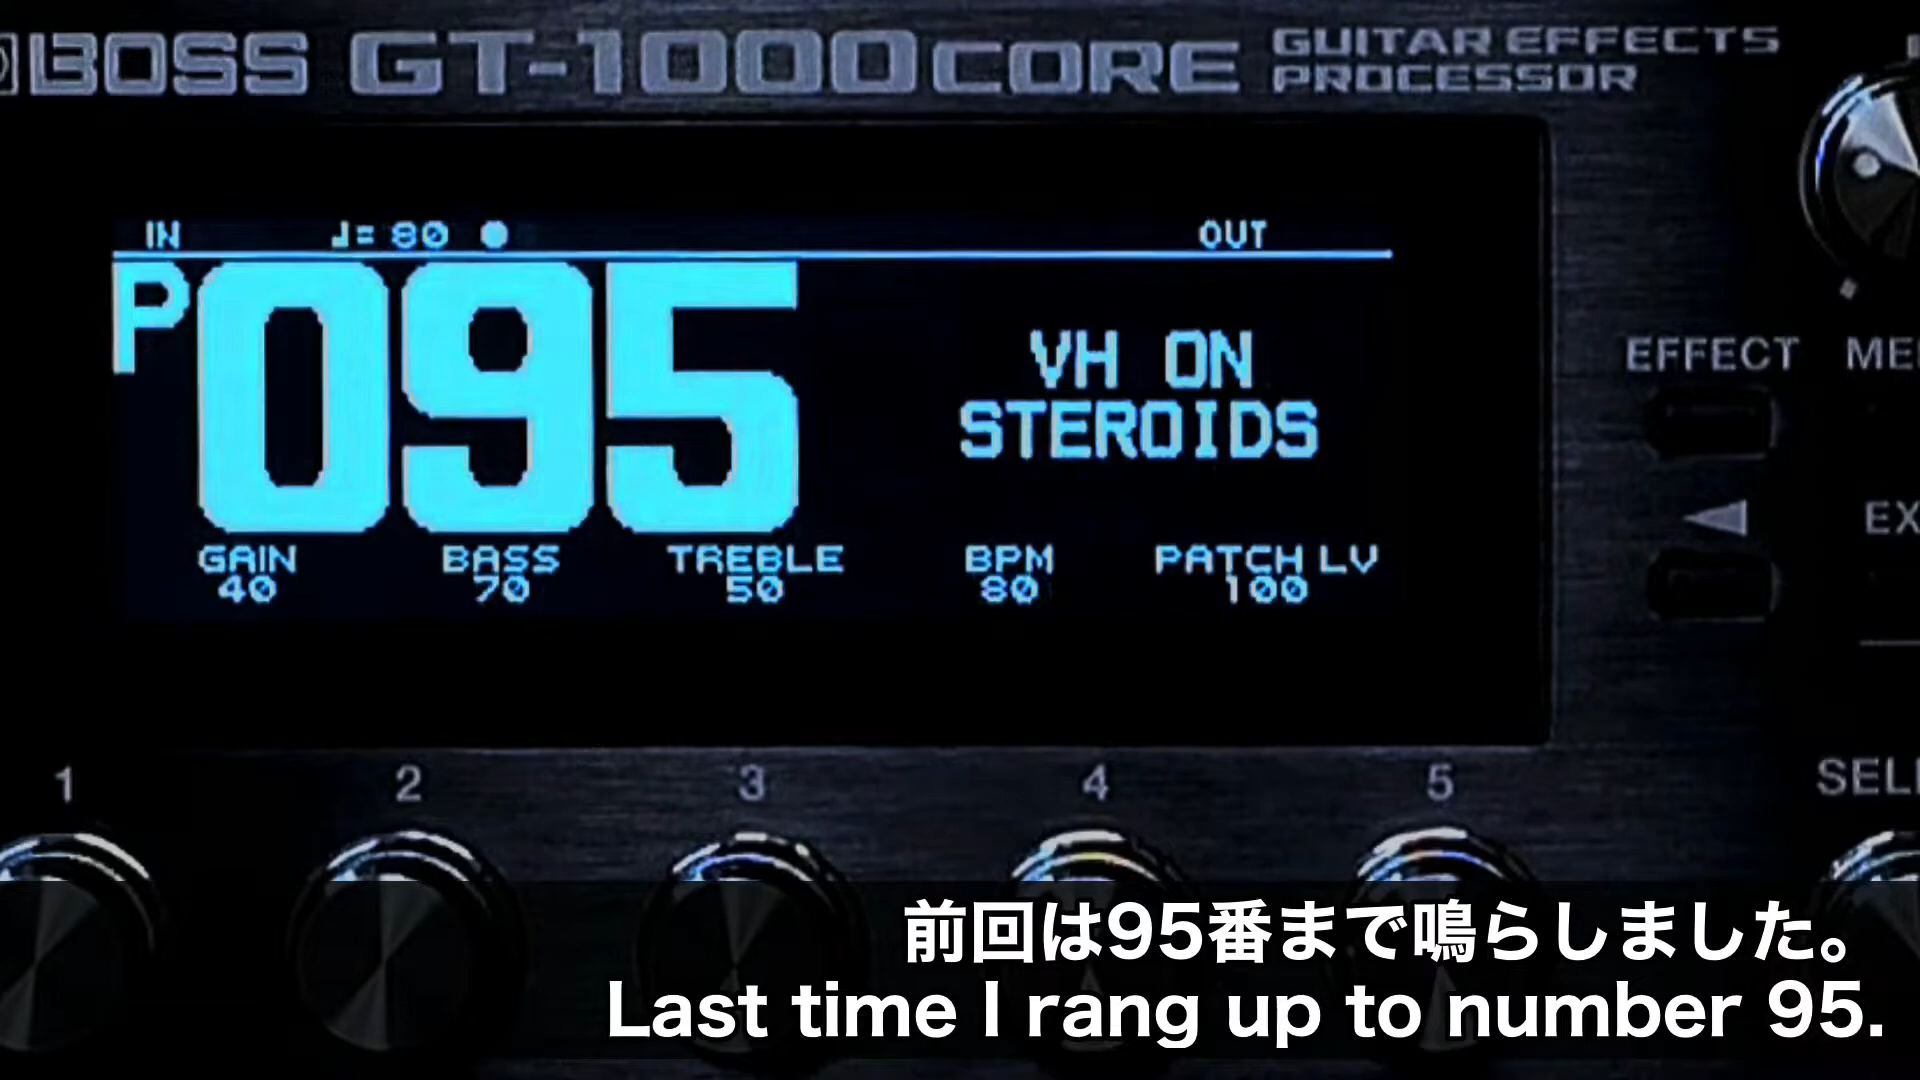 BOSS GT-1000CORE GUITAR EFFECTS
PROCESSOR
IN ♩= 80 ● OUT
P095
VH ON
STEROIDS
GAIN BASS TREBLE BPM PATCH LV
40 70 50 80 100
EFFECT
1 2 3 4 5
前回は95番まで鳴らしました。
Last time I rang up to number 95.